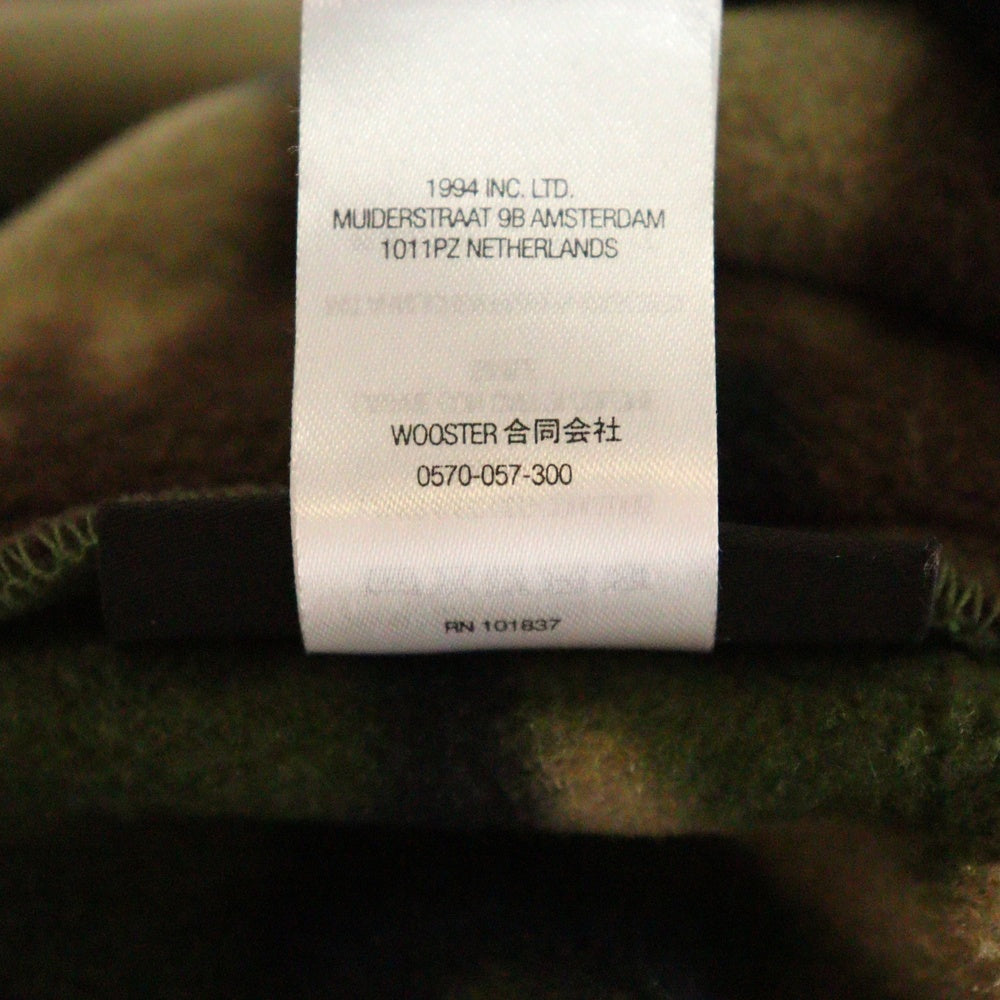 1994 INC. LTD.
MUIDERSTRAAT 9B AMSTERDAM
1011PZ NETHERLANDS
WOOSTER 合同会社
0570-057-300
RN 101837